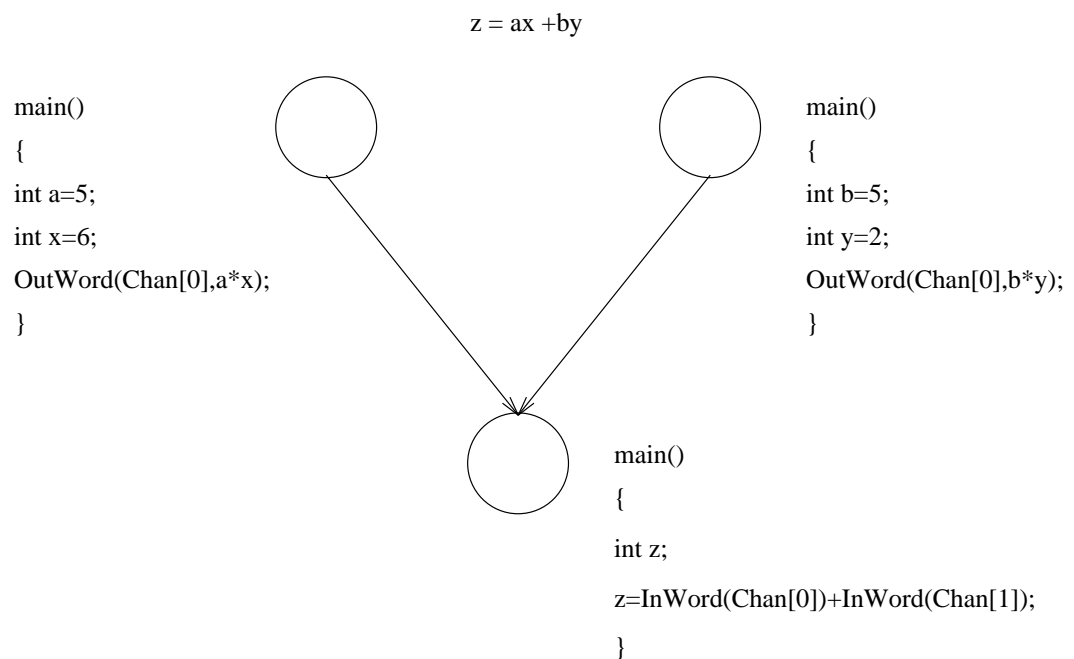 z = ax +by
main()
{
int a=5;
int x=6;
OutWord(Chan[0],a*x);
}
main()
{
int b=5;
int y=2;
OutWord(Chan[0],b*y);
}
main()
{
int z;
z=InWord(Chan[0])+InWord(Chan[1]);
}